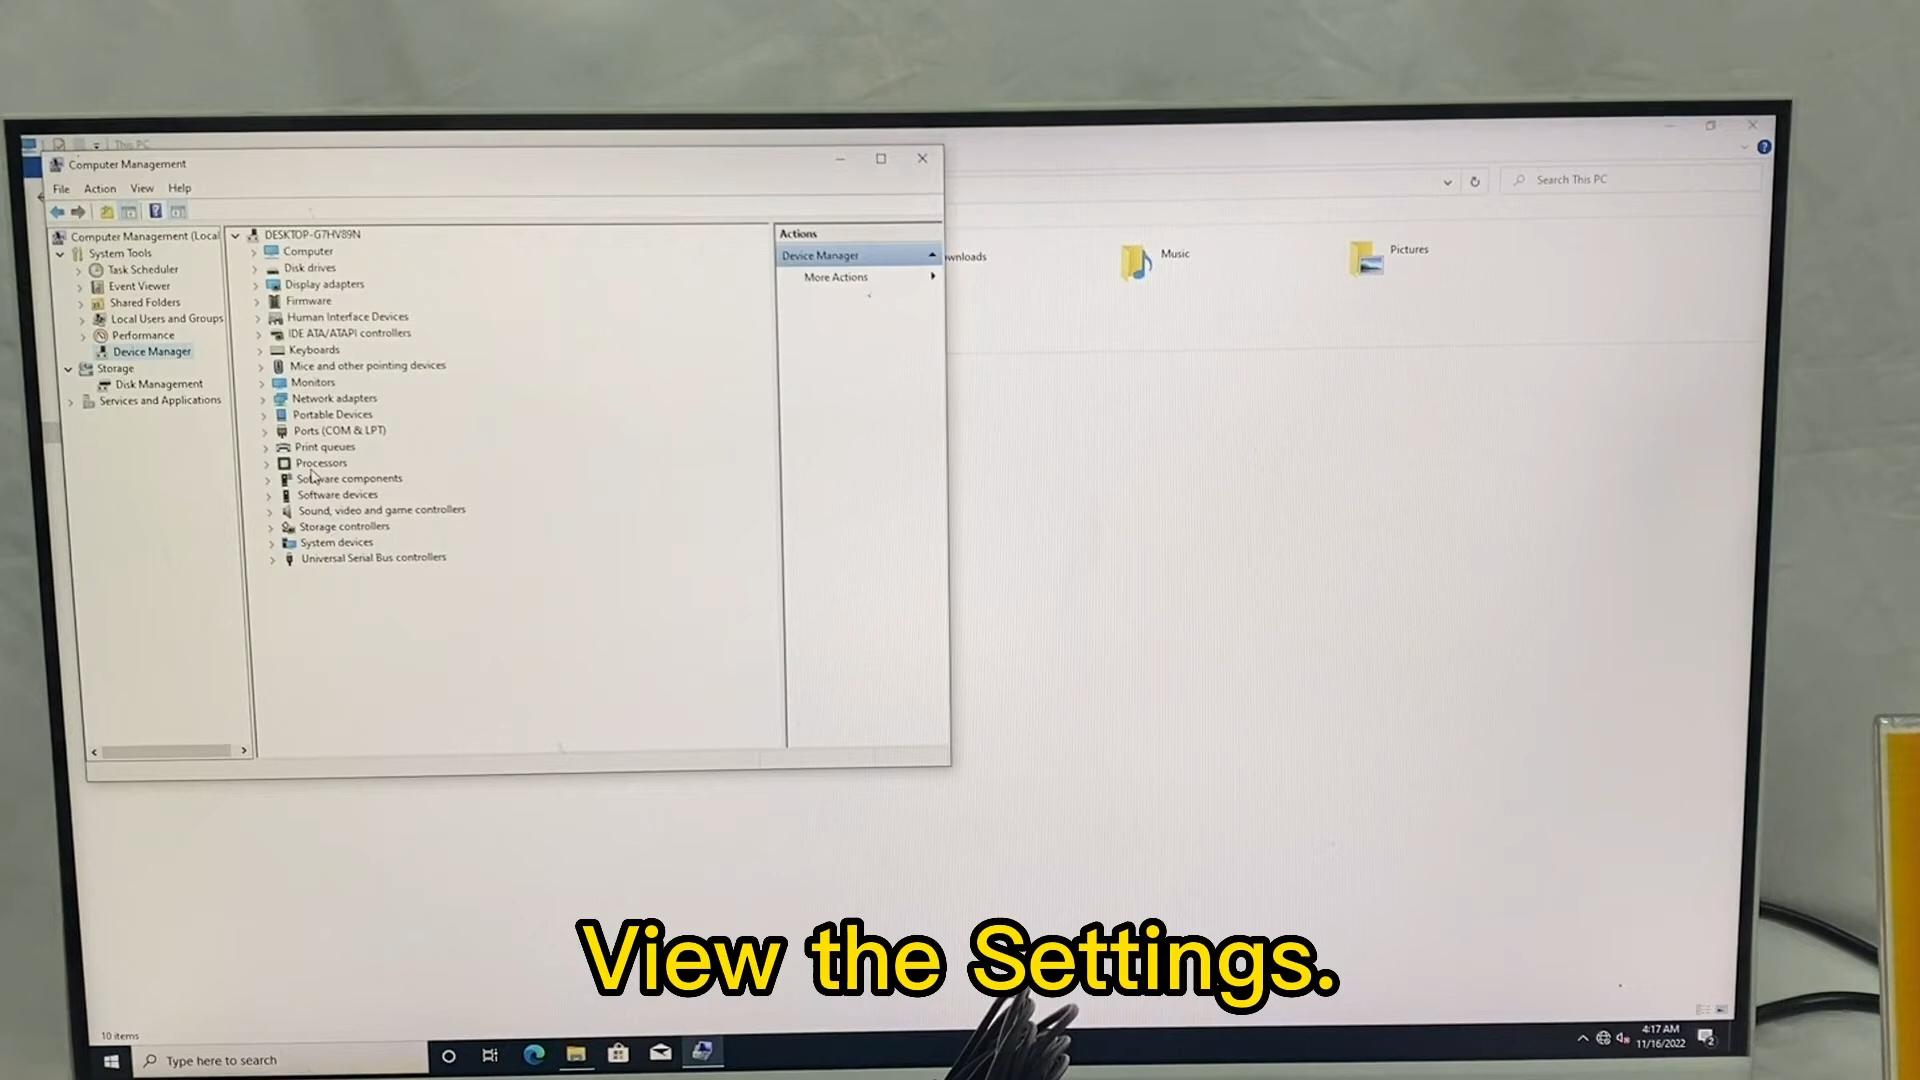 This PC
Computer Management
File Action View Help
Search This PC
Computer Management (Local
System Tools
Task Scheduler
Event Viewer
Shared Folders
Local Users and Groups
Performance
Device Manager
Storage
Disk Management
Services and Applications
DESKTOP-G7HV89N
Computer
Disk drives
Display adapters
Firmware
Human Interface Devices
IDE ATA/ATAPI controllers
Keyboards
Mice and other pointing devices
Monitors
Network adapters
Portable Devices
Ports (COM & LPT)
Print queues
Processors
Software components
Software devices
Sound, video and game controllers
Storage controllers
System devices
Universal Serial Bus controllers
Actions
Device Manager
More Actions
wnloads
Music
Pictures
View the Settings.
10 items
Type here to search
4:17 AM
11/16/2022
2